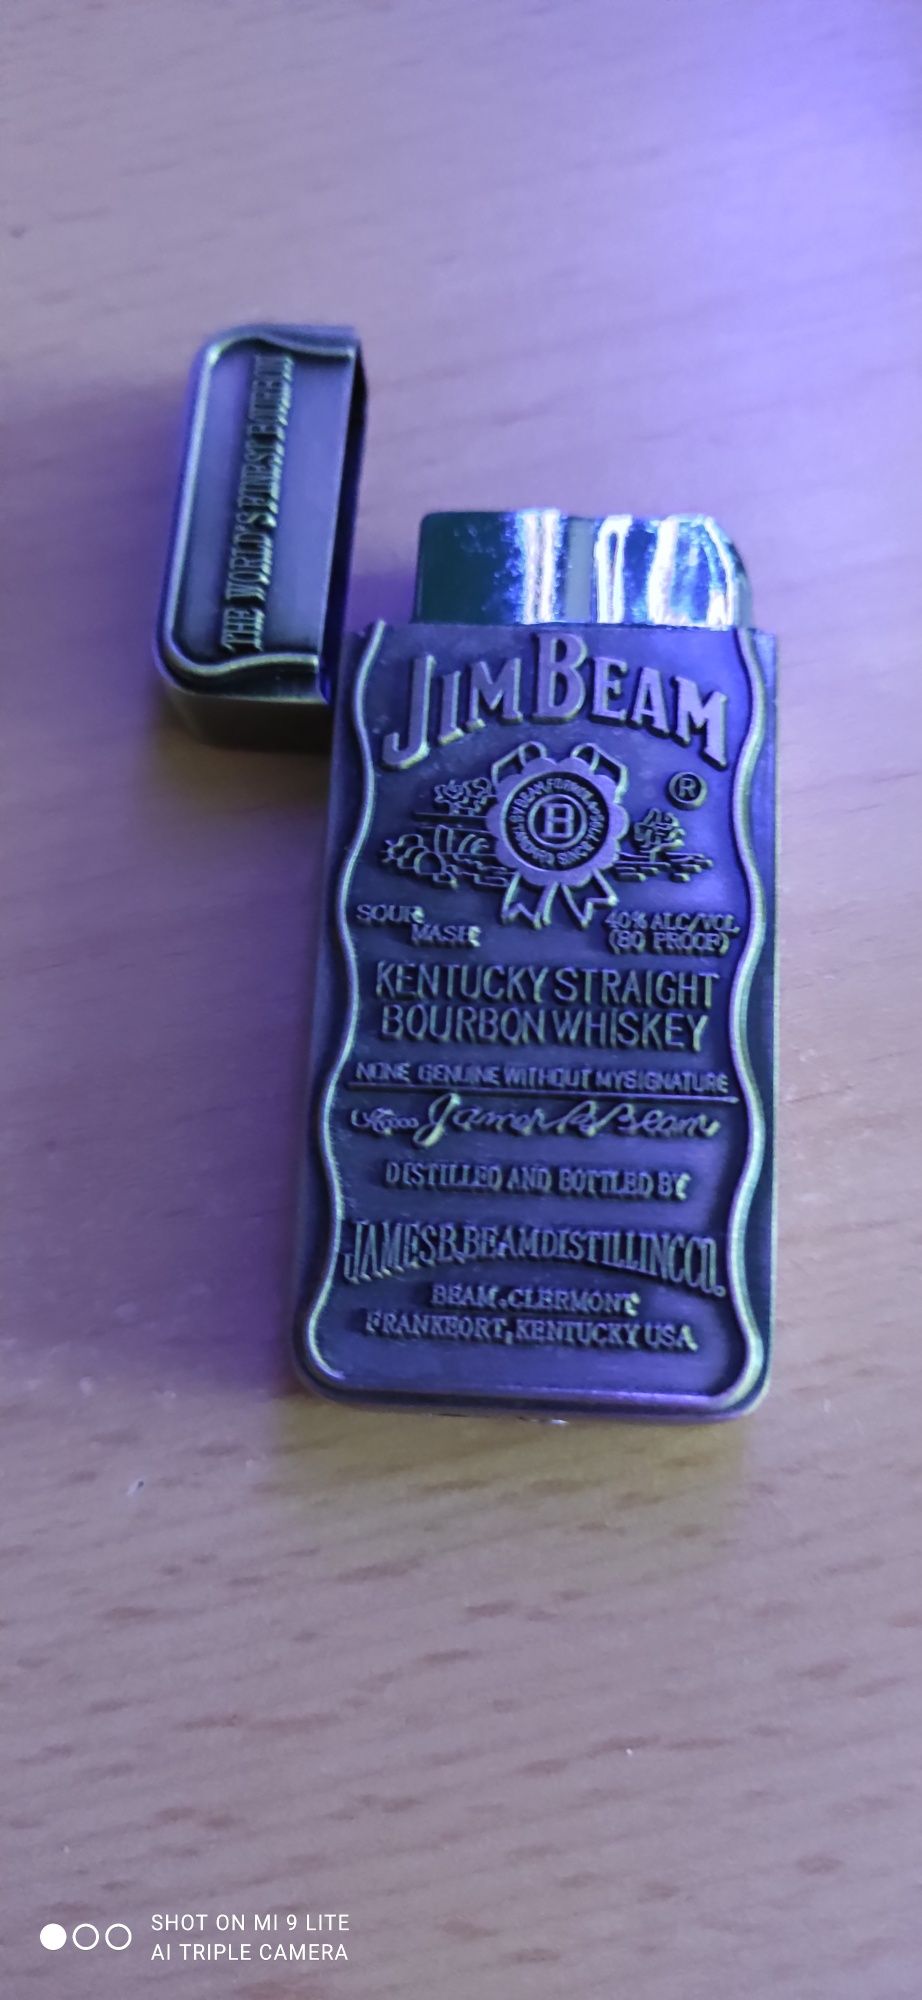 THE WORLD'S FINEST BOURBON
JIM BEAM
®
B
SOUR
MASH
40% ALC/VOL
(80 PROOF)
KENTUCKY STRAIGHT
BOURBON WHISKEY
NONE GENUINE WITHOUT MY SIGNATURE
James B. Beam
DISTILLED AND BOTTLED BY
JAMES B. BEAM DISTILLING CO.
BEAM, CLERMONT
FRANKFORT, KENTUCKY USA
SHOT ON MI 9 LITE
AI TRIPLE CAMERA